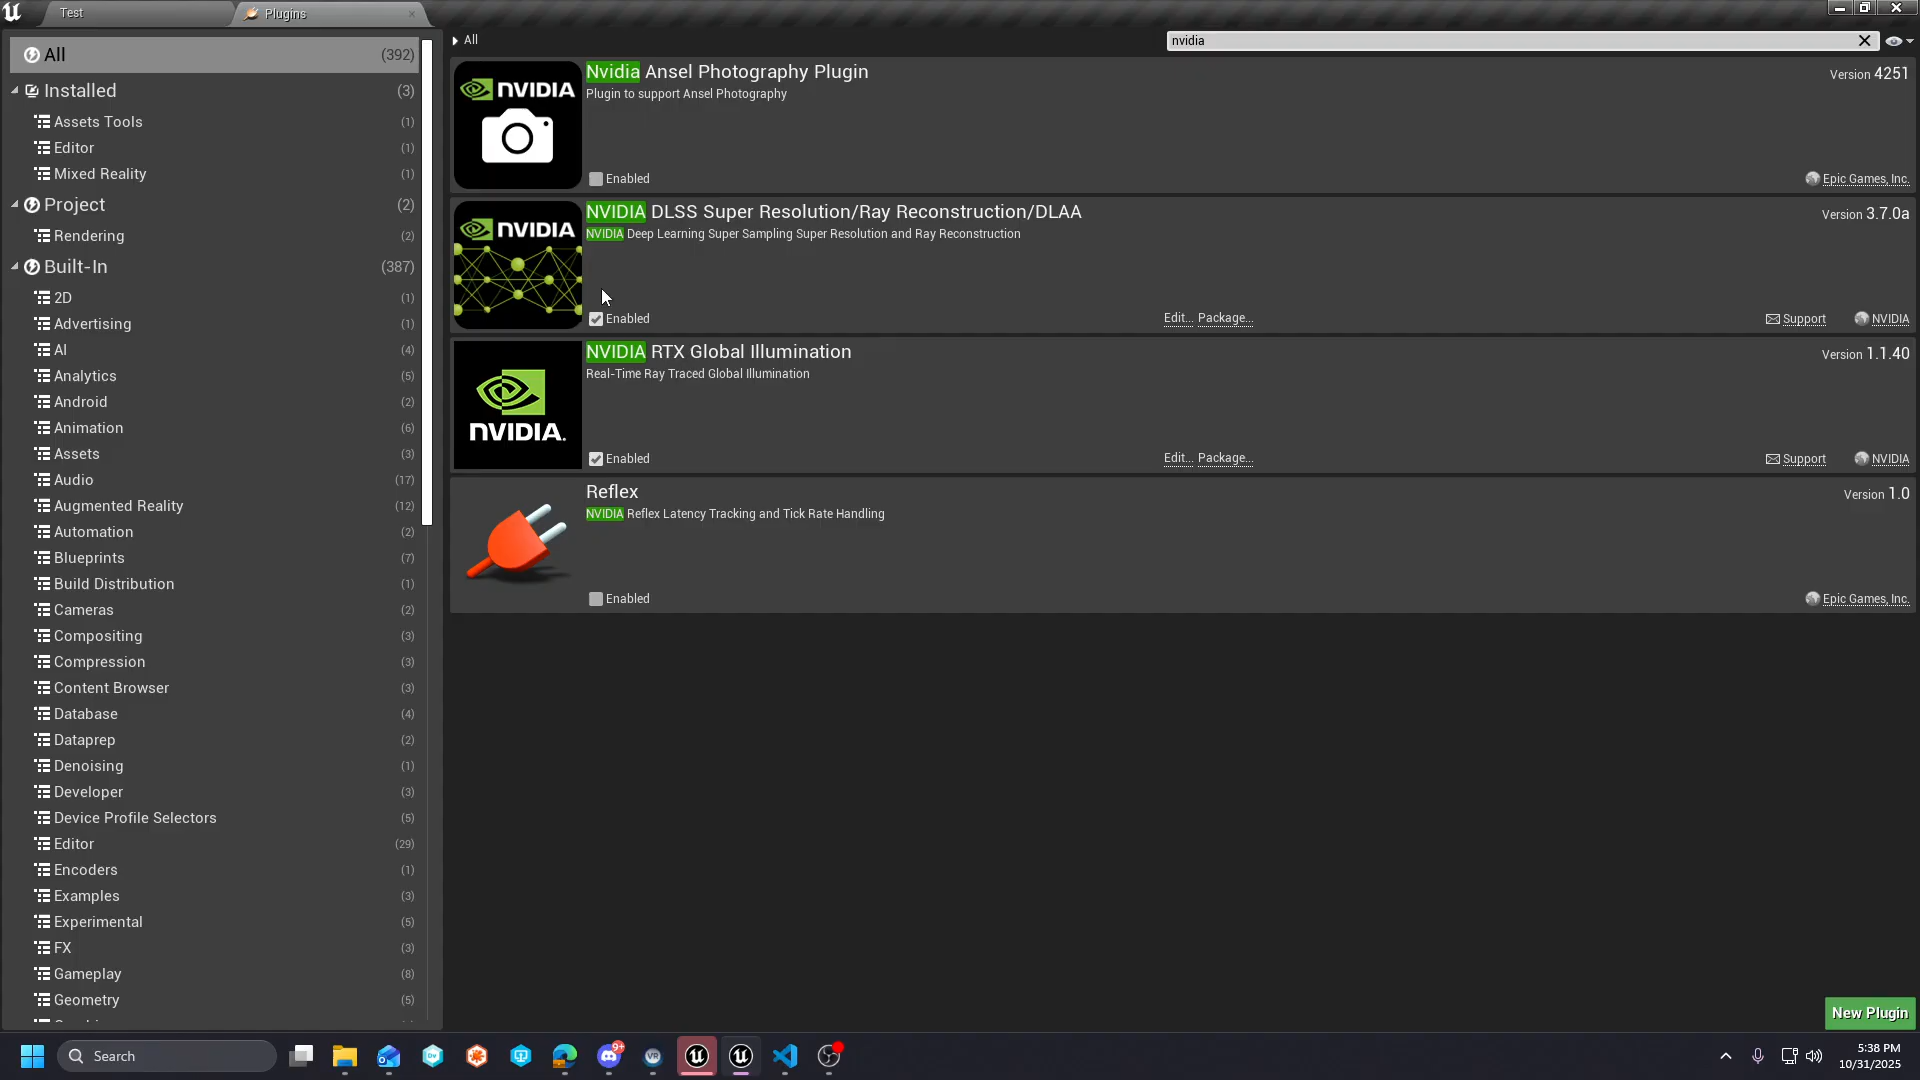 Test
Plugins
All (392)
Installed (3)
Assets Tools (1)
Editor (1)
Mixed Reality (1)
Project (2)
Rendering (2)
Built-In (387)
2D (1)
Advertising (1)
AI (4)
Analytics (5)
Android (2)
Animation (6)
Assets (3)
Audio (17)
Augmented Reality (12)
Automation (2)
Blueprints (7)
Build Distribution (1)
Cameras (2)
Compositing (3)
Compression (3)
Content Browser (3)
Database (4)
Dataprep (2)
Denoising (1)
Developer (3)
Device Profile Selectors (5)
Editor (29)
Encoders (1)
Examples (3)
Experimental (5)
FX (3)
Gameplay (8)
Geometry (5)
All
nvidia
NVIDIA
Nvidia Ansel Photography Plugin
Version 4251
Plugin to support Ansel Photography
Enabled
Epic Games, Inc.
NVIDIA
NVIDIA DLSS Super Resolution/Ray Reconstruction/DLAA
Version 3.7.0a
NVIDIA Deep Learning Super Sampling Super Resolution and Ray Reconstruction
Enabled
Edit... Package...
Support
NVIDIA
NVIDIA.
NVIDIA RTX Global Illumination
Version 1.1.40
Real-Time Ray Traced Global Illumination
Enabled
Edit... Package...
Support
NVIDIA
Reflex
Version 1.0
NVIDIA Reflex Latency Tracking and Tick Rate Handling
Enabled
Epic Games, Inc.
New Plugin
Search
9+
VR
5:38 PM
10/31/2025